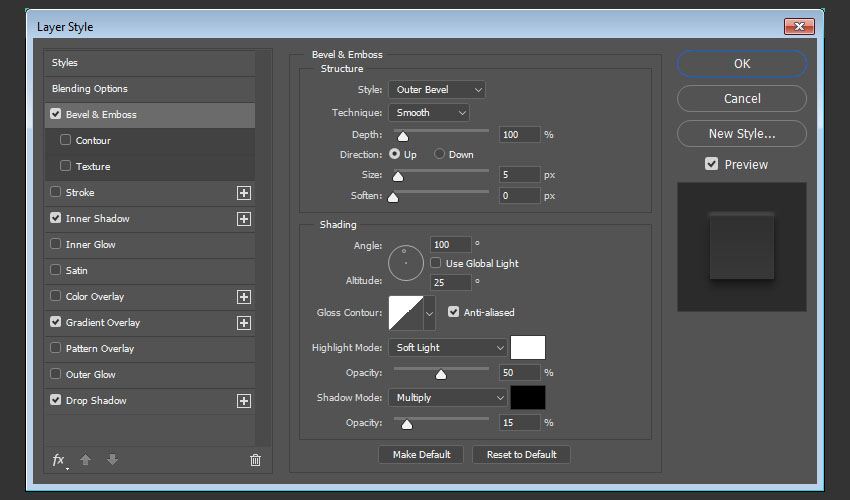 Layer Style
Styles
Blending Options
Bevel & Emboss
Contour
Texture
Stroke
Inner Shadow
Inner Glow
Satin
Color Overlay
Gradient Overlay
Pattern Overlay
Outer Glow
Drop Shadow
fx
Bevel & Emboss
Structure
Style: Outer Bevel
Technique: Smooth
Depth: 100 %
Direction: Up Down
Size: 5 px
Soften: 0 px
Shading
Angle: 100 °
Use Global Light
Altitude: 25 °
Gloss Contour: Anti-aliased
Highlight Mode: Soft Light
Opacity: 50 %
Shadow Mode: Multiply
Opacity: 15 %
Make Default Reset to Default
OK
Cancel
New Style...
Preview